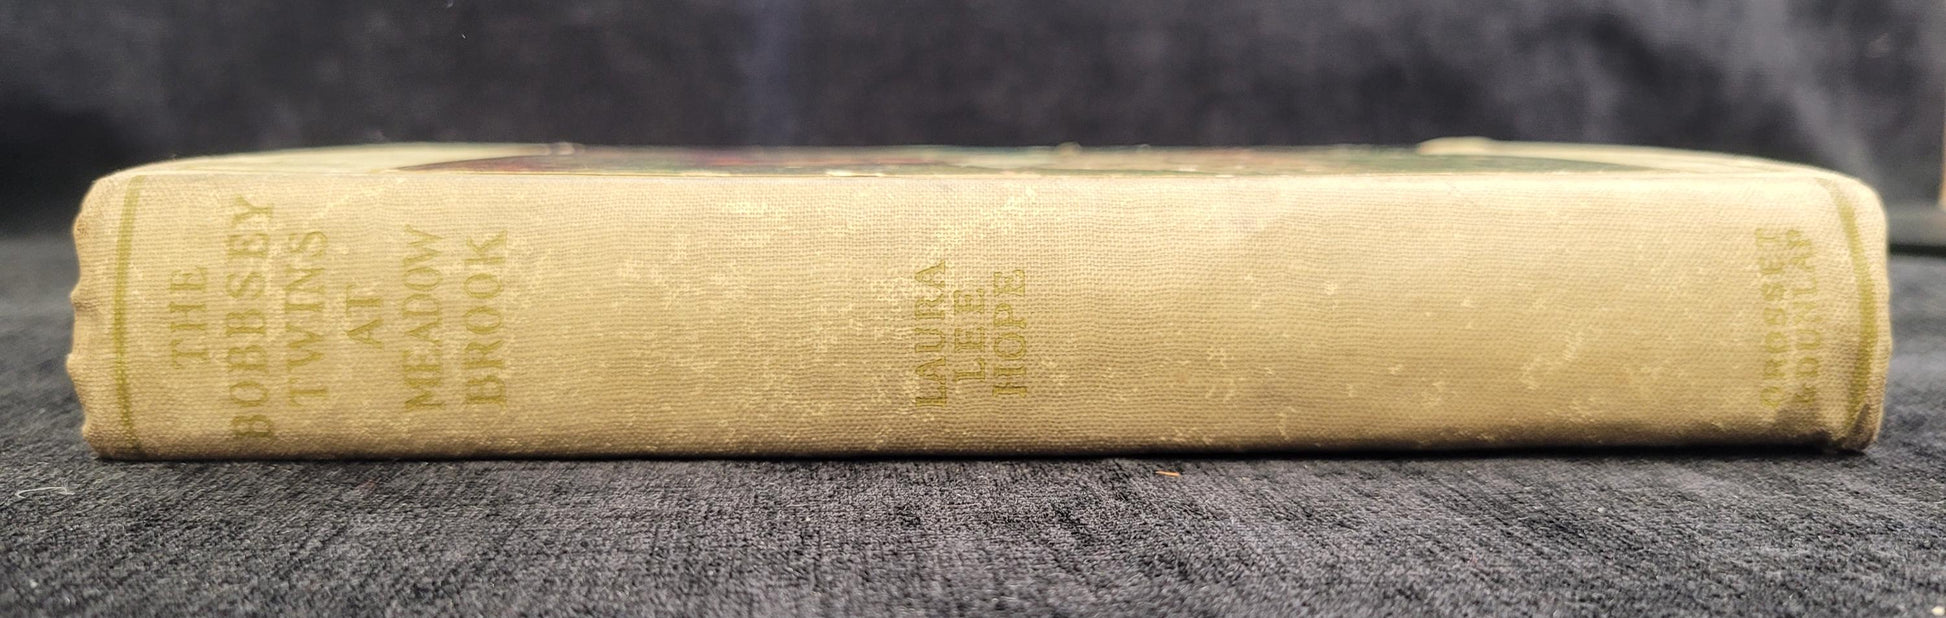 THE
BOBBSEY
TWINS
AT
MEADOW
BROOK
LAURA
LEE
HOPE
GROSSET
& DUNLAP